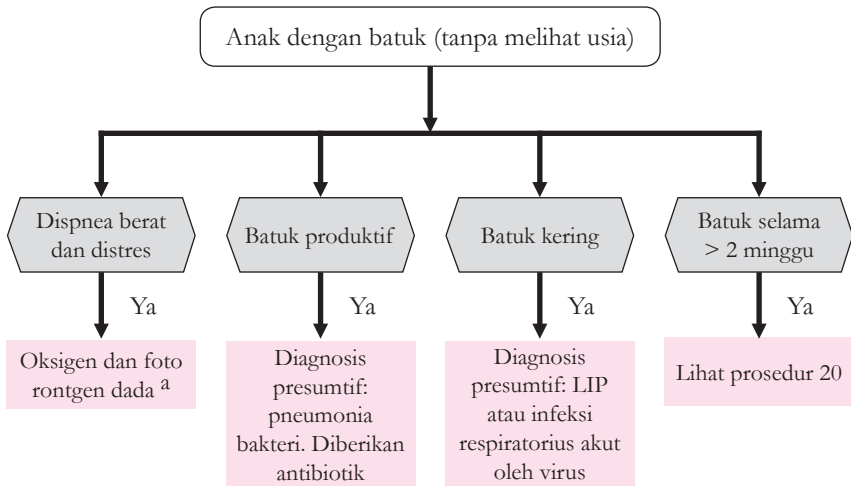 Anak dengan batuk (tanpa melihat usia)
Dispnea berat
dan distres
Batuk produktif
Batuk kering
Batuk selama
> 2 minggu
Ya
Ya
Ya
Ya
Oksigen dan foto
rontgen dada a
Diagnosis
presumtif:
pneumonia
bakteri. Diberikan
antibiotik
Diagnosis
presumtif: LIP
atau infeksi
respiratorius akut
oleh virus
Lihat prosedur 20